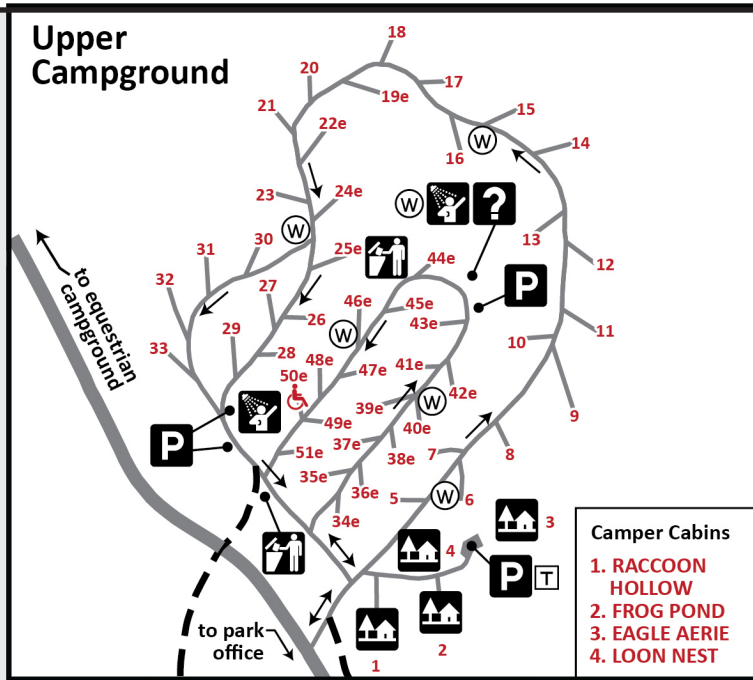 Upper
Campground
18
20
17
19e
21
15
22e
14
W
16
23
24e
W
?
W
13
30
25e
31
12
44e
32
27
P
46e
45e
to equestrian
campground
26
43e
11
29
W
10
33
28
48e
41e
50e
47e
42e
39e
W
9
49e
40e
P
37e
7
8
51e
38e
35e
36e
5
W
6
34e
3
4
P
T
to park
office
1
2
Camper Cabins
1. RACCOON
HOLLOW
2. FROG POND
3. EAGLE AERIE
4. LOON NEST